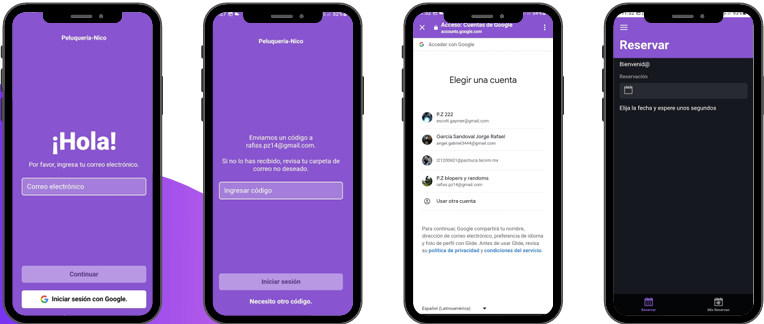 Peluquería-Nico
¡Hola!
Por favor, ingresa tu correo electrónico.
Correo electrónico
Continuar
Iniciar sesión con Google.
Peluquería-Nico
Enviamos un código a
rafiss.pz14@gmail.com.
Si no lo has recibido, revisa tu carpeta de
correo no deseado.
Ingresar código
Iniciar sesión
Necesito otro código.
Acceso: Cuentas de Google
accounts.google.com
Acceder con Google
Elegir una cuenta
P.Z 222
García Sandoval Jorge Rafael
angel.gabriel3444@gmail.com
P.Z blopers y randoms
rafiss.pz14@gmail.com
Usar otra cuenta
Para continuar, Google compartirá tu nombre,
dirección de correo electrónico, preferencia de idioma
y foto de perfil con Glide. Antes de usar Glide, revisa
su política de privacidad y condiciones del servicio.
Español (Latinoamérica)
Reservar
Bienvenid@
Reservación
Elija la fecha y espere unos segundos
Reservar
Mis Reservas